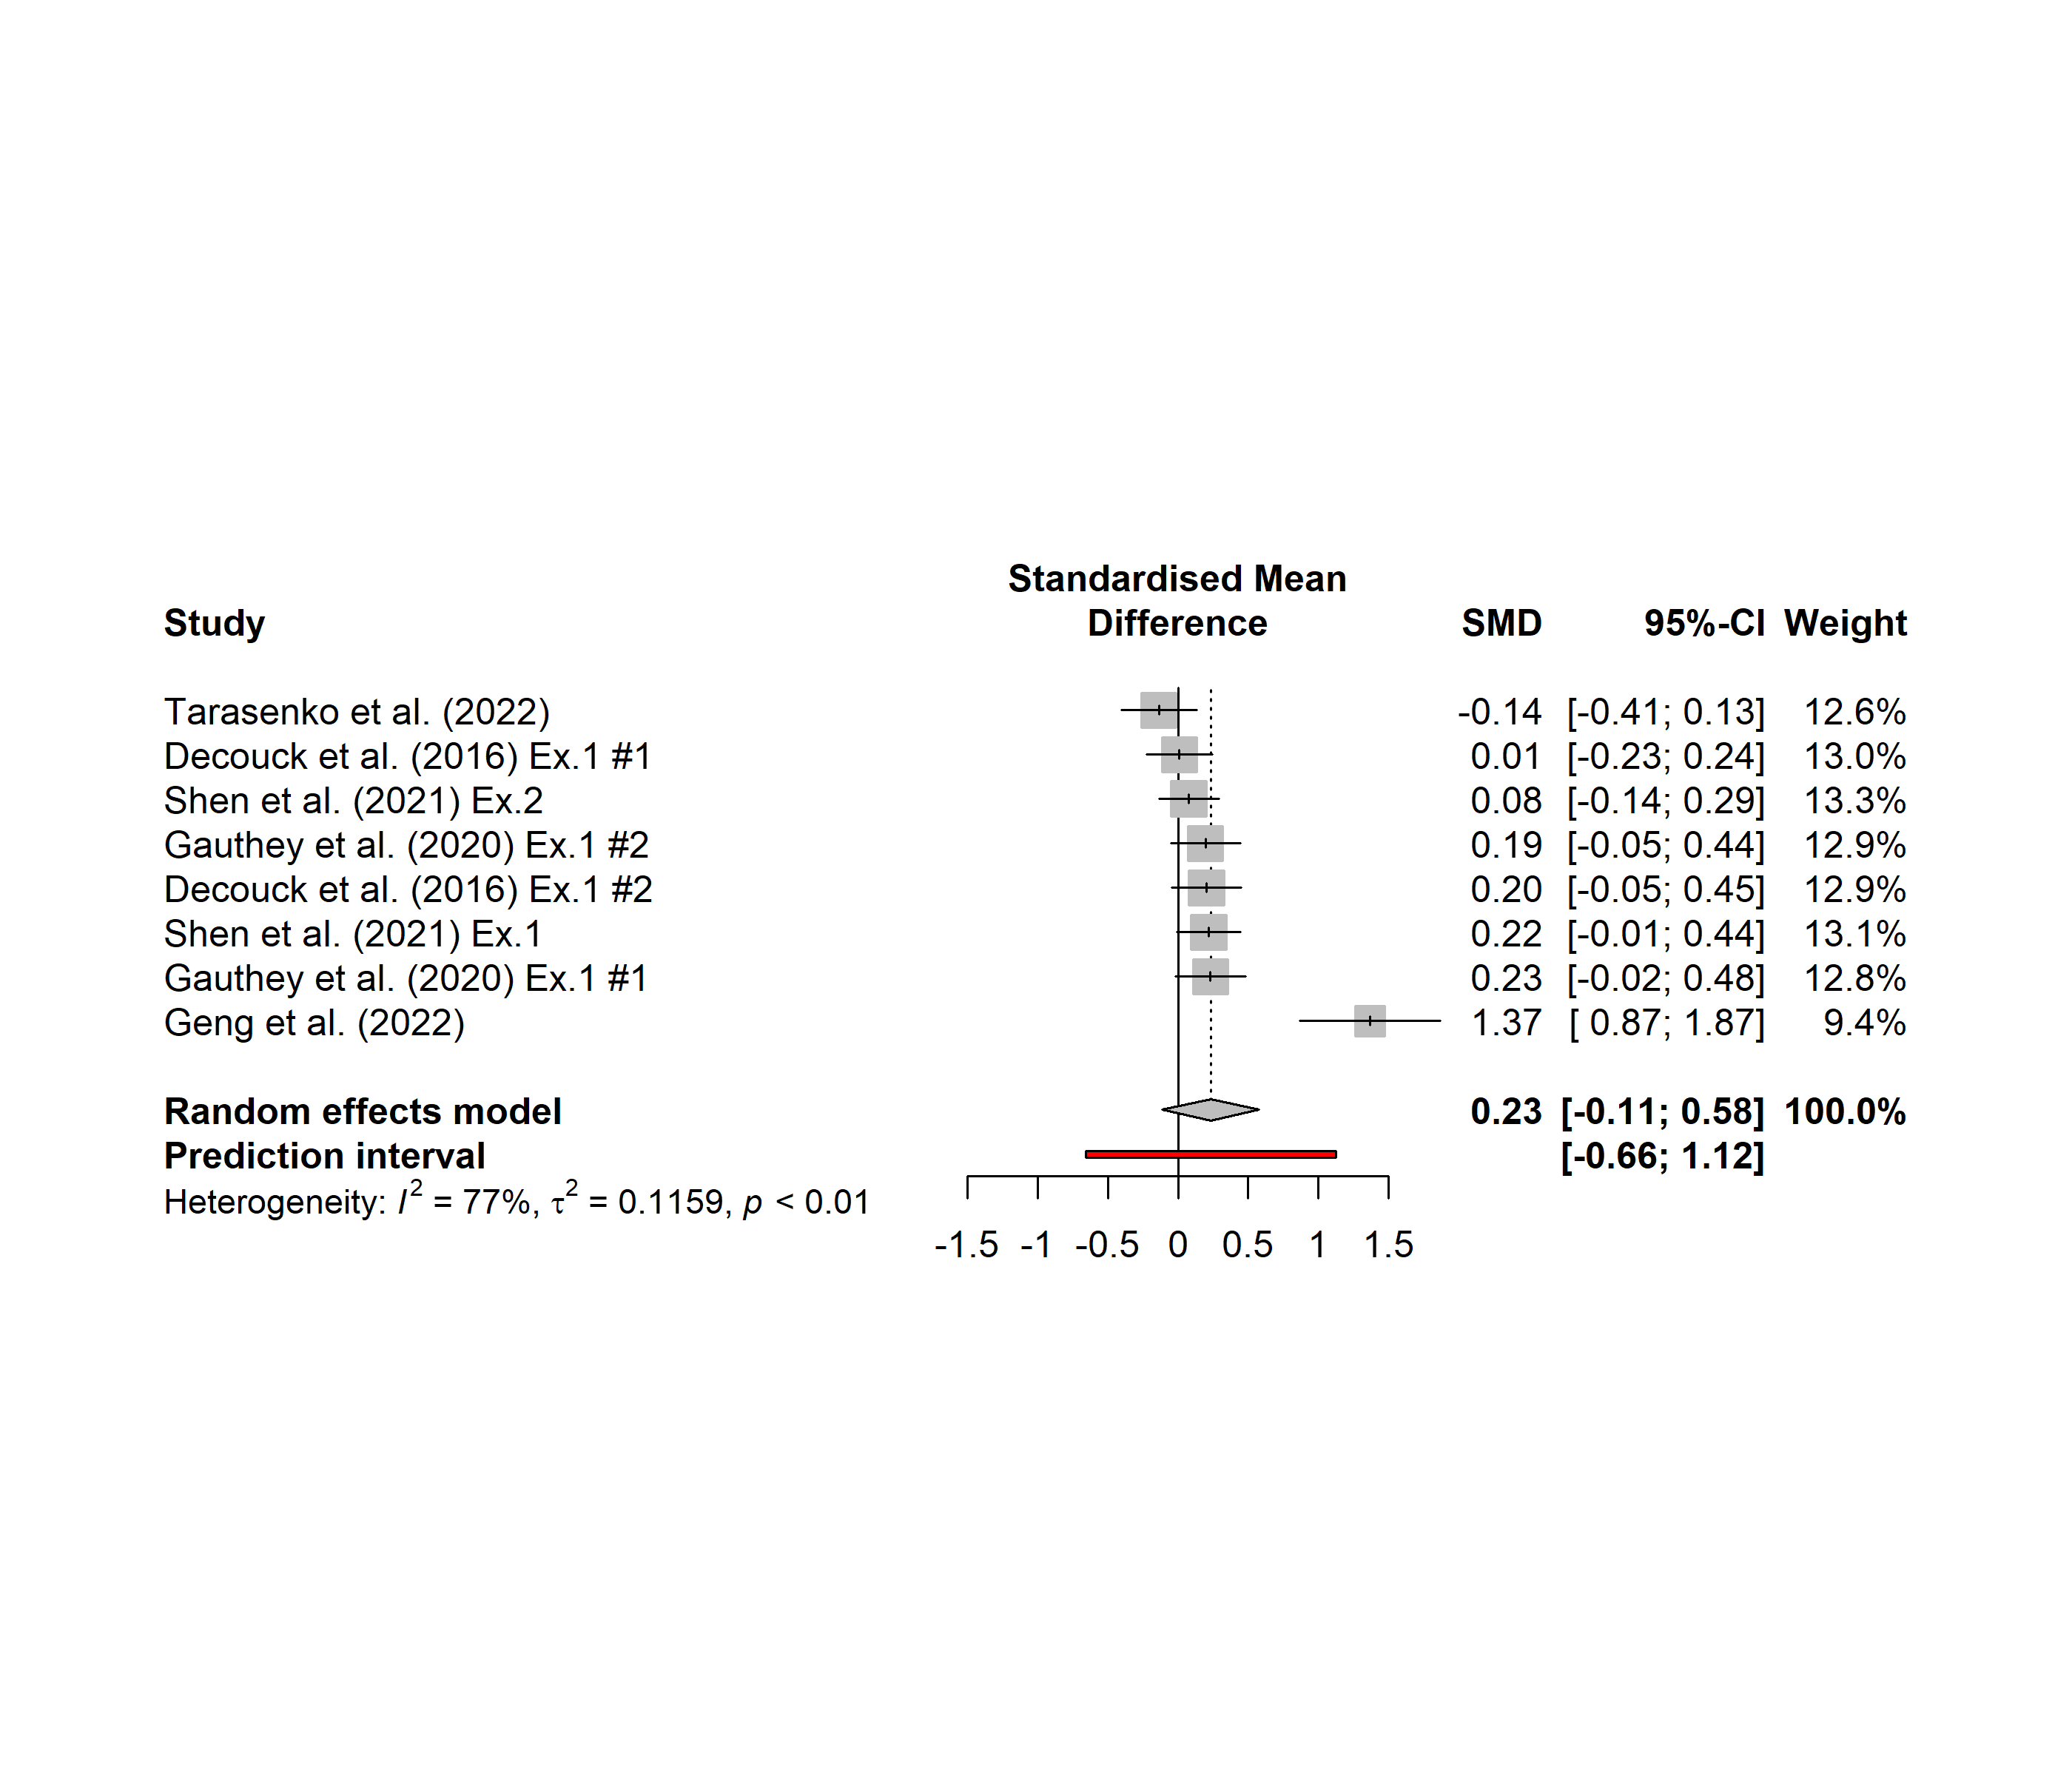 Standardised Mean
Study Difference SMD 95%-CI Weight
Tarasenko et al. (2022) -0.14 [-0.41; 0.13] 12.6%
Decouck et al. (2016) Ex.1 #1 0.01 [-0.23; 0.24] 13.0%
Shen et al. (2021) Ex.2 0.08 [-0.14; 0.29] 13.3%
Gauthey et al. (2020) Ex.1 #2 0.19 [-0.05; 0.44] 12.9%
Decouck et al. (2016) Ex.1 #2 0.20 [-0.05; 0.45] 12.9%
Shen et al. (2021) Ex.1 0.22 [-0.01; 0.44] 13.1%
Gauthey et al. (2020) Ex.1 #1 0.23 [-0.02; 0.48] 12.8%
Geng et al. (2022) 1.37 [ 0.87; 1.87] 9.4%
Random effects model 0.23 [-0.11; 0.58] 100.0%
Prediction interval [-0.66; 1.12]
Heterogeneity: I² = 77%, τ² = 0.1159, p < 0.01
-1.5 -1 -0.5 0 0.5 1 1.5